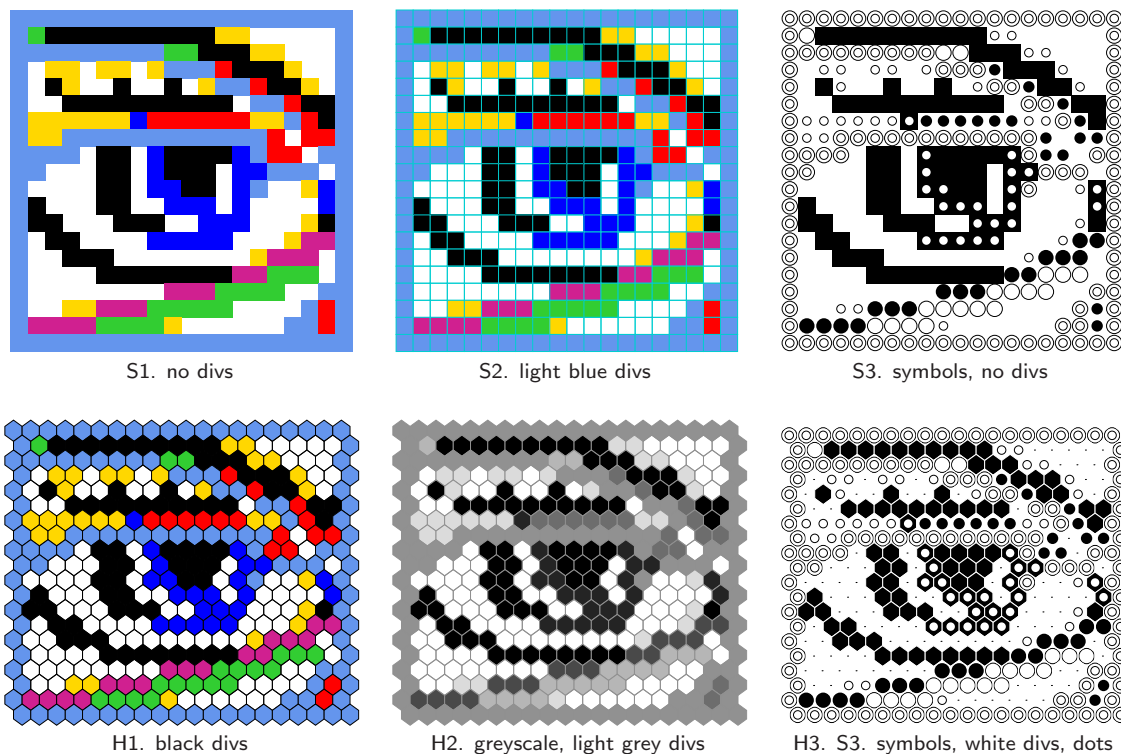 S1. no divs
S2. light blue divs
S3. symbols, no divs
H1. black divs
H2. greyscale, light grey divs
H3. S3. symbols, white divs, dots